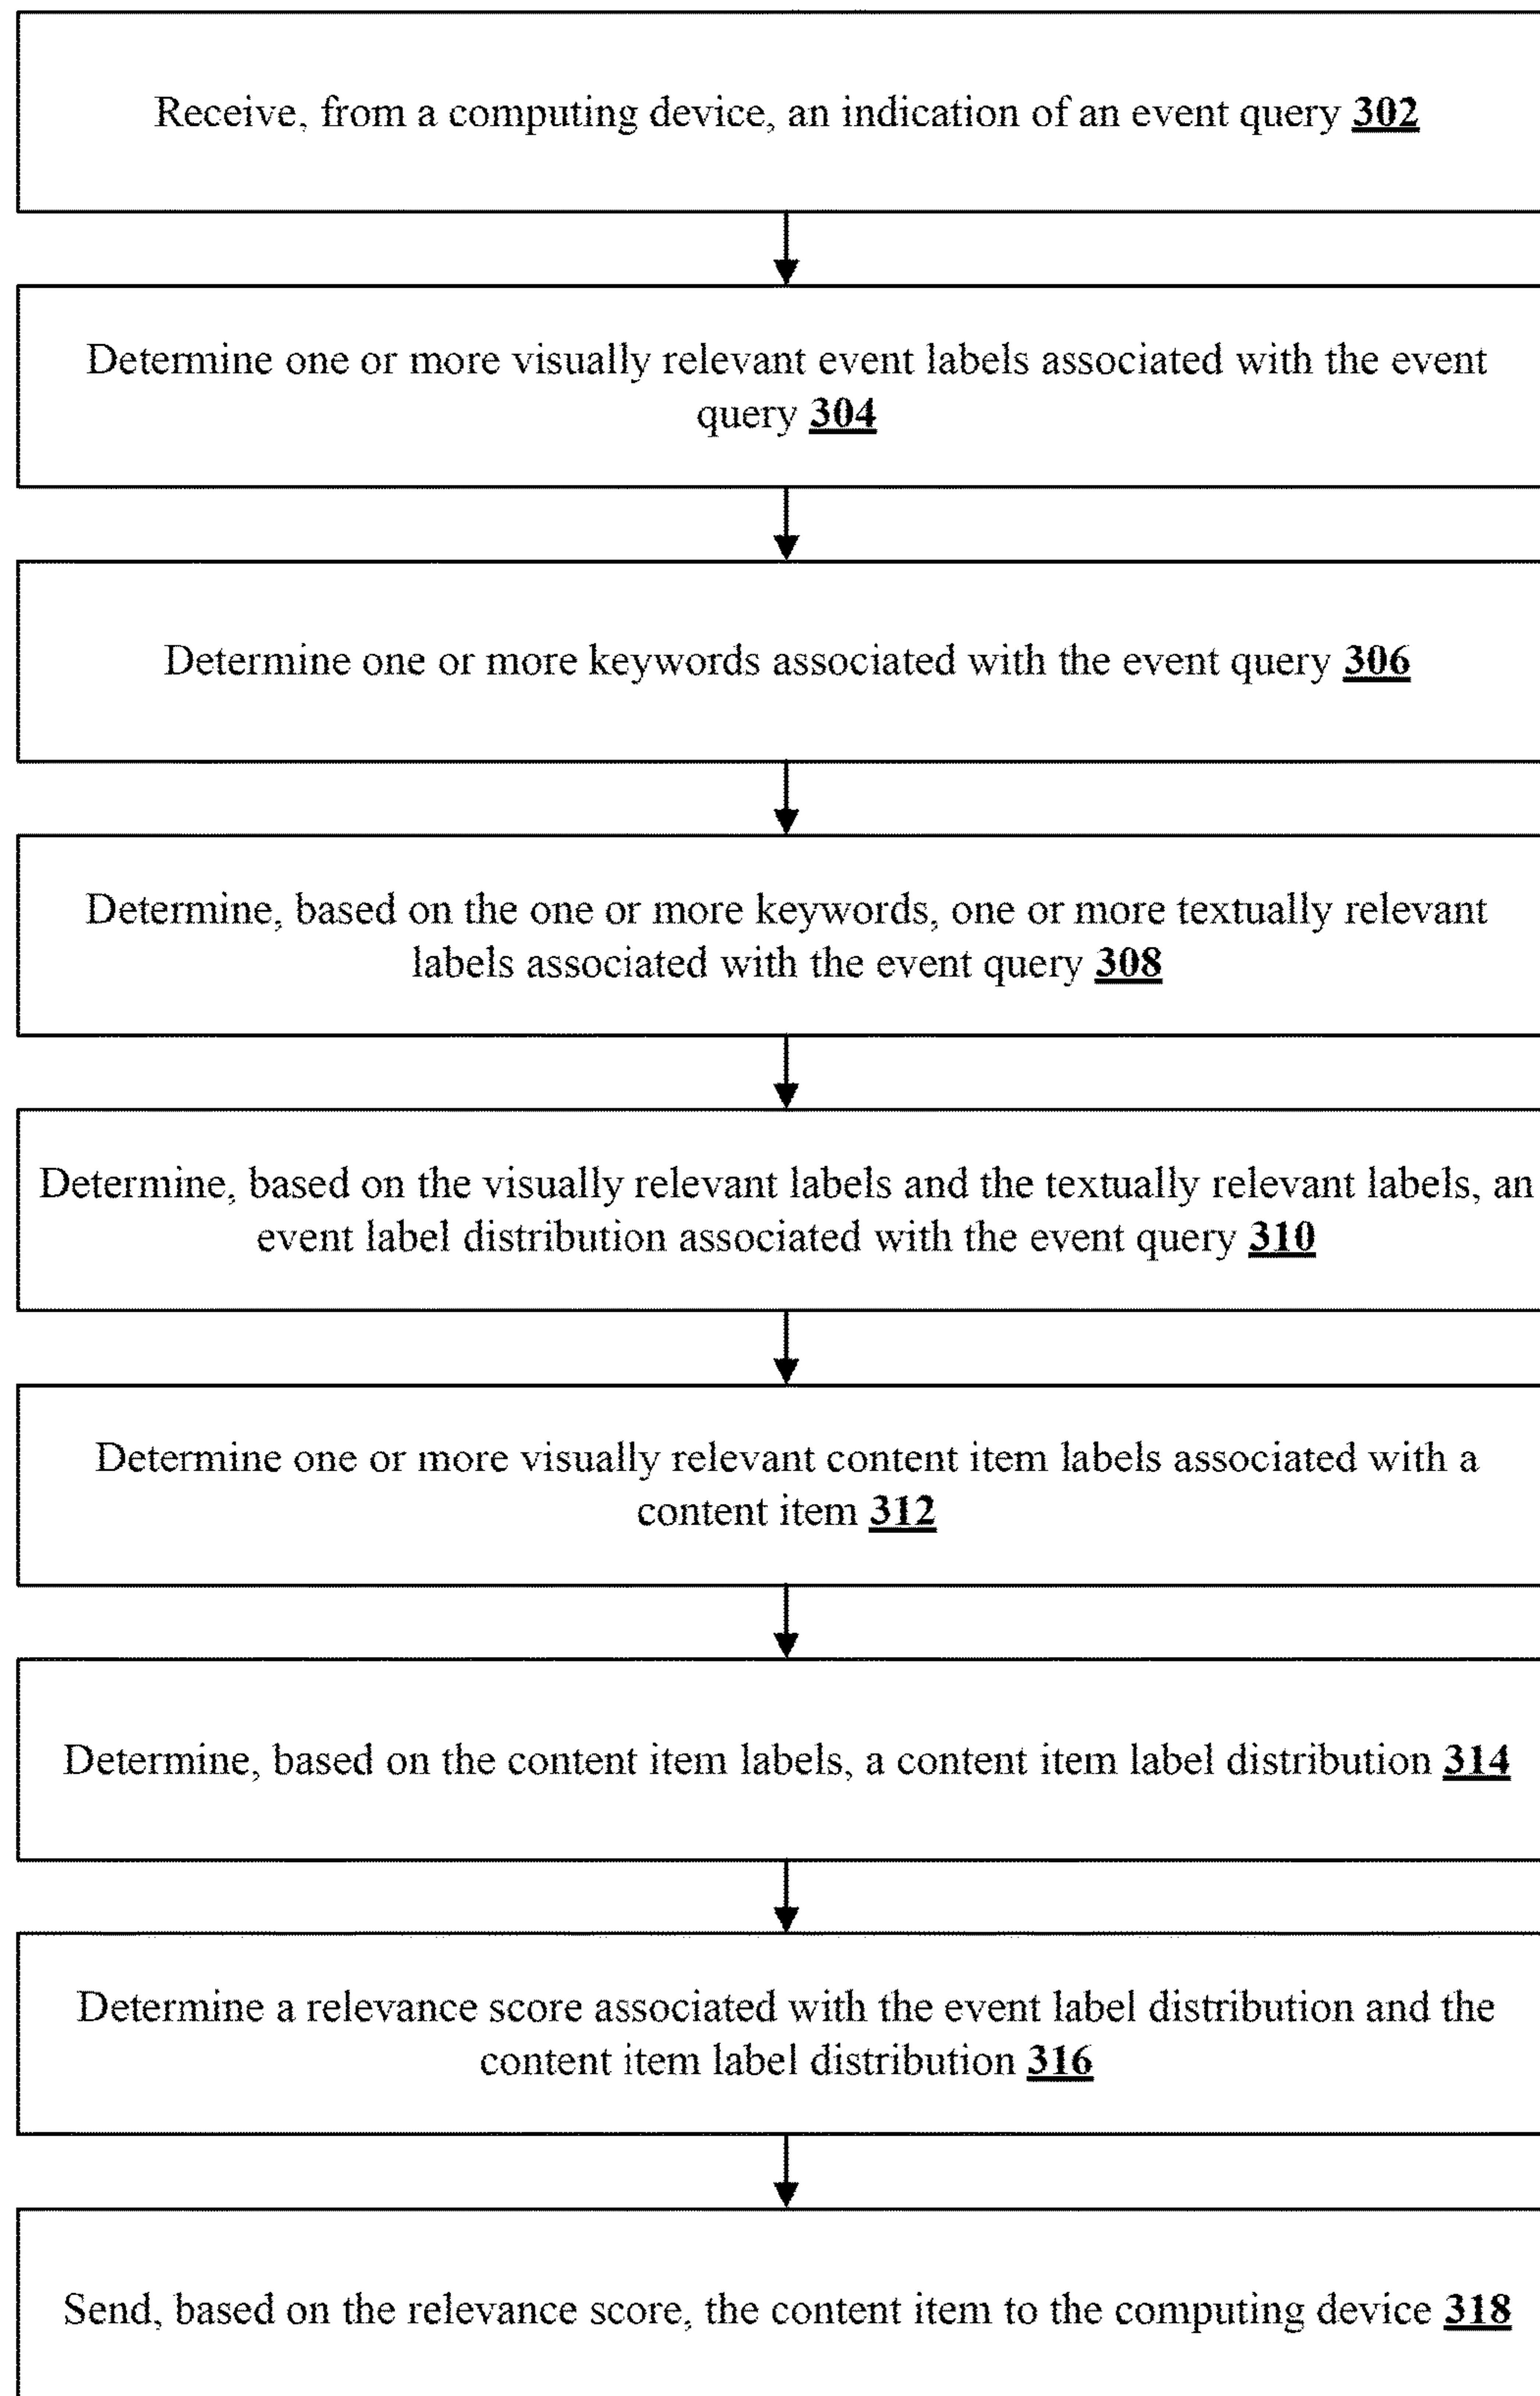 Receive, from a computing device, an indication of an event query 302
Determine one or more visually relevant event labels associated with the event
query 304
Determine one or more keywords associated with the event query 306
Determine, based on the one or more keywords, one or more textually relevant
labels associated with the event query 308
Determine, based on the visually relevant labels and the textually relevant labels, an
event label distribution associated with the event query 310
Determine one or more visually relevant content item labels associated with a
content item 312
Determine, based on the content item labels, a content item label distribution 314
Determine a relevance score associated with the event label distribution and the
content item label distribution 316
Send, based on the relevance score, the content item to the computing device 318